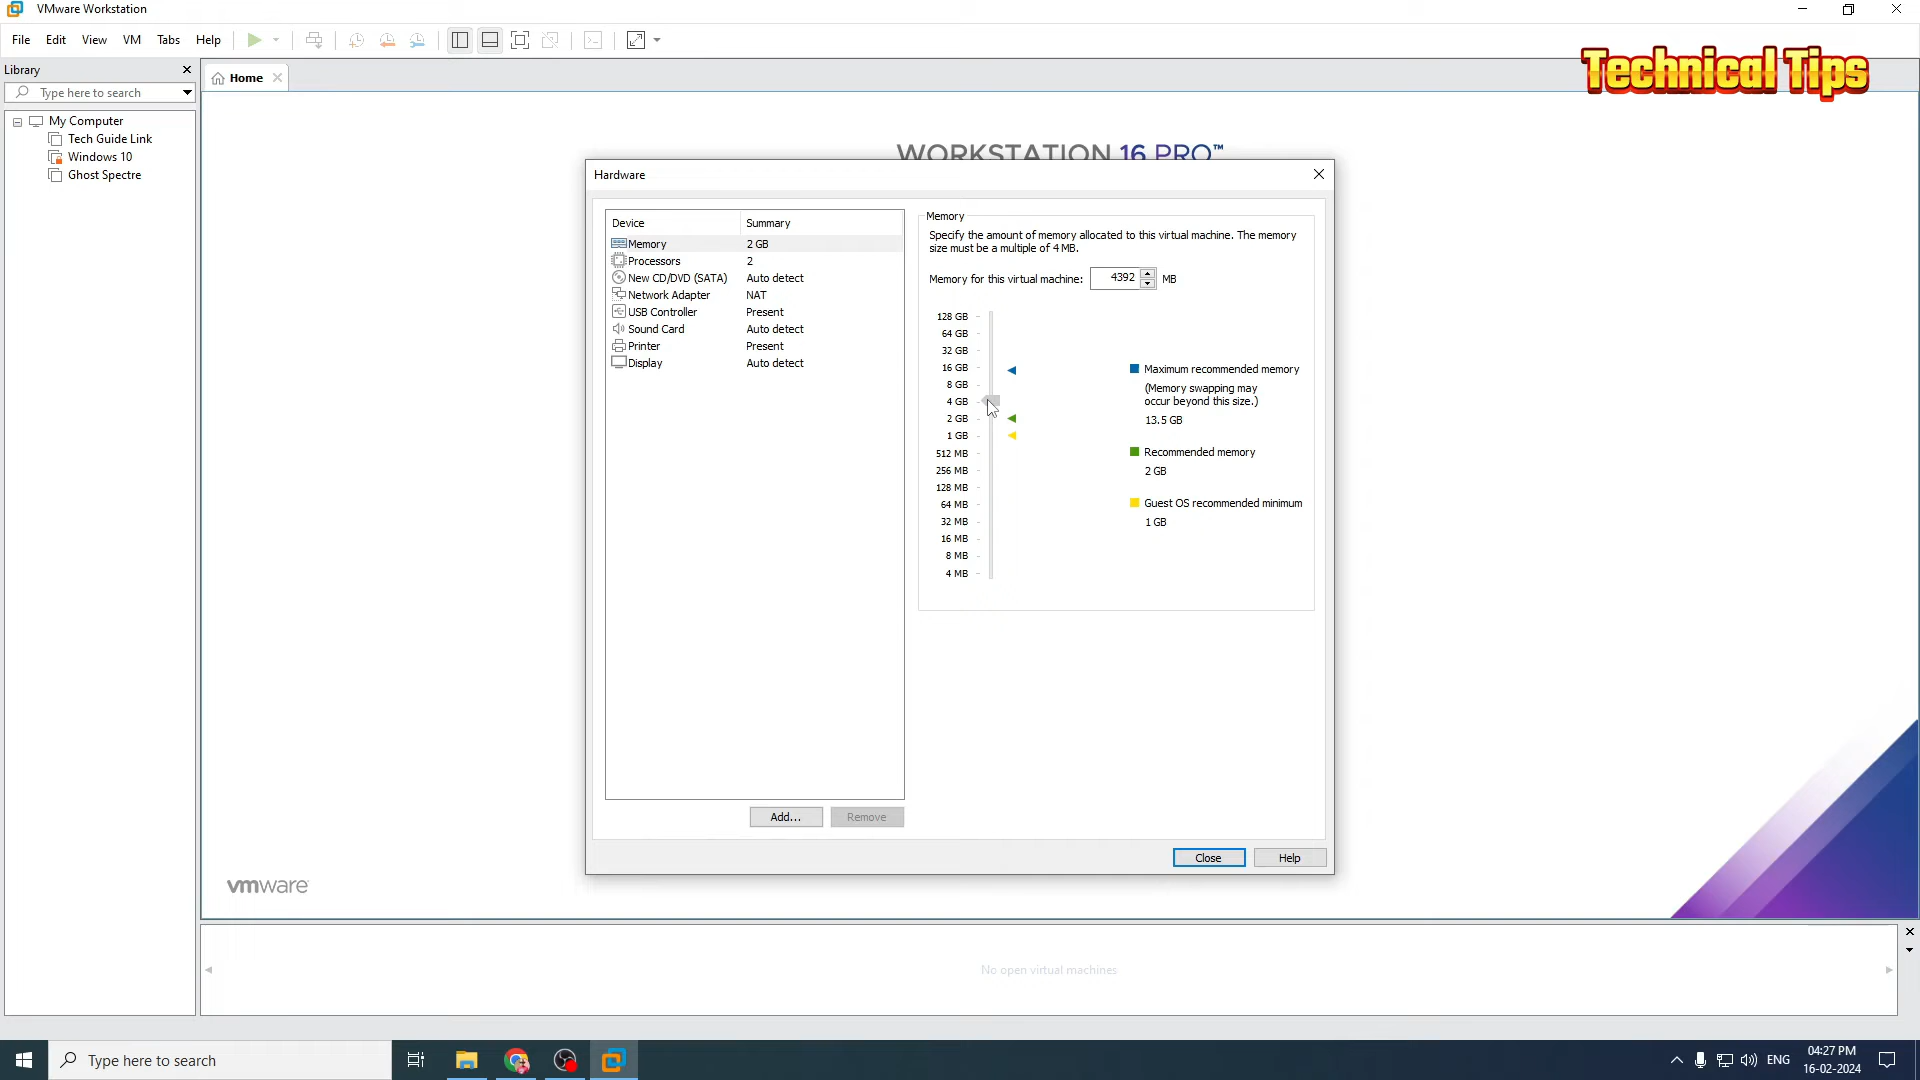 VMware Workstation
File Edit View VM Tabs Help
Technical Tips
Library
Type here to search
My Computer
Tech Guide Link
Windows 10
Ghost Spectre
Home
WORKSTATION 16 PRO™
Hardware
Device Summary
Memory 2 GB
Processors 2
New CD/DVD (SATA) Auto detect
Network Adapter NAT
USB Controller Present
Sound Card Auto detect
Printer Present
Display Auto detect
Add... Remove
Memory
Specify the amount of memory allocated to this virtual machine. The memory
size must be a multiple of 4 MB.
Memory for this virtual machine: 4392 MB
128 GB
64 GB
32 GB
16 GB
8 GB
4 GB
2 GB
1 GB
512 MB
256 MB
128 MB
64 MB
32 MB
16 MB
8 MB
4 MB
Maximum recommended memory
(Memory swapping may
occur beyond this size.)
13.5 GB
Recommended memory
2 GB
Guest OS recommended minimum
1 GB
Close Help
vmware
No open virtual machines
Type here to search
ENG
04:27 PM
16-02-2024